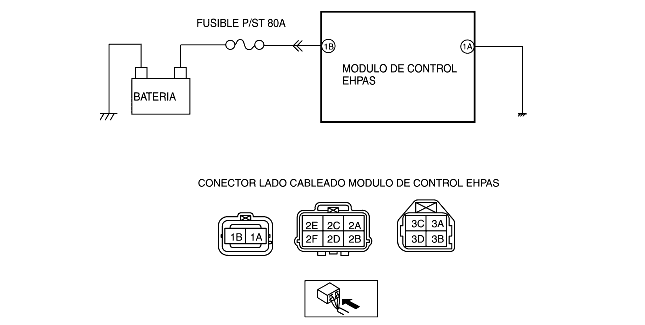 FUSIBLE P/ST 80A
1B
1A
MODULO DE CONTROL
EHPAS
BATERIA
CONECTOR LADO CABLEADO MODULO DE CONTROL EHPAS
1B 1A
2E 2C 2A
2F 2D 2B
3C 3A
3D 3B